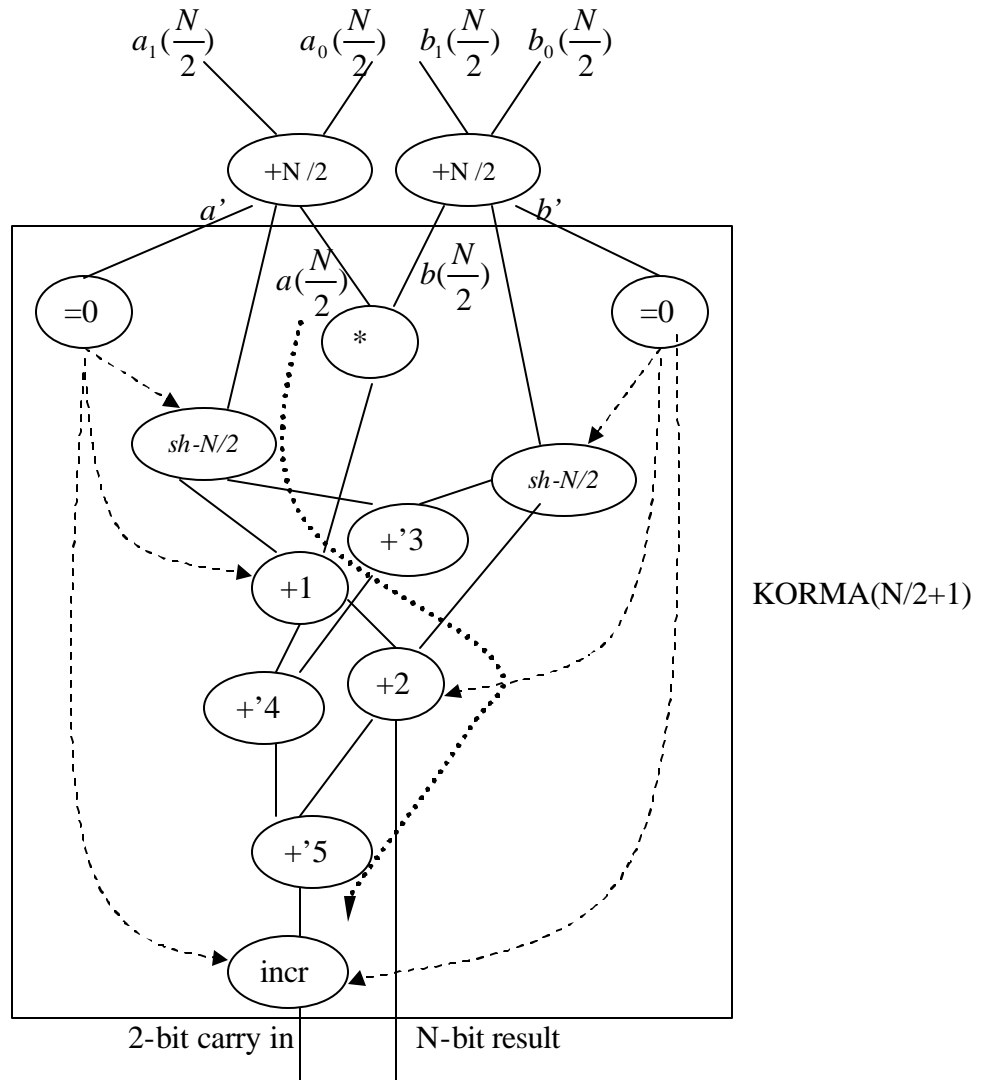 a₁(N/2) a₀(N/2) b₁(N/2) b₀(N/2)
+N /2 +N /2
a’ b’
a(N/2) b(N/2)
=0 =0
*
sh-N/2
sh-N/2
+’3
+1
KORMA(N/2+1)
+2
+’4
+’5
incr
2-bit carry in N-bit result